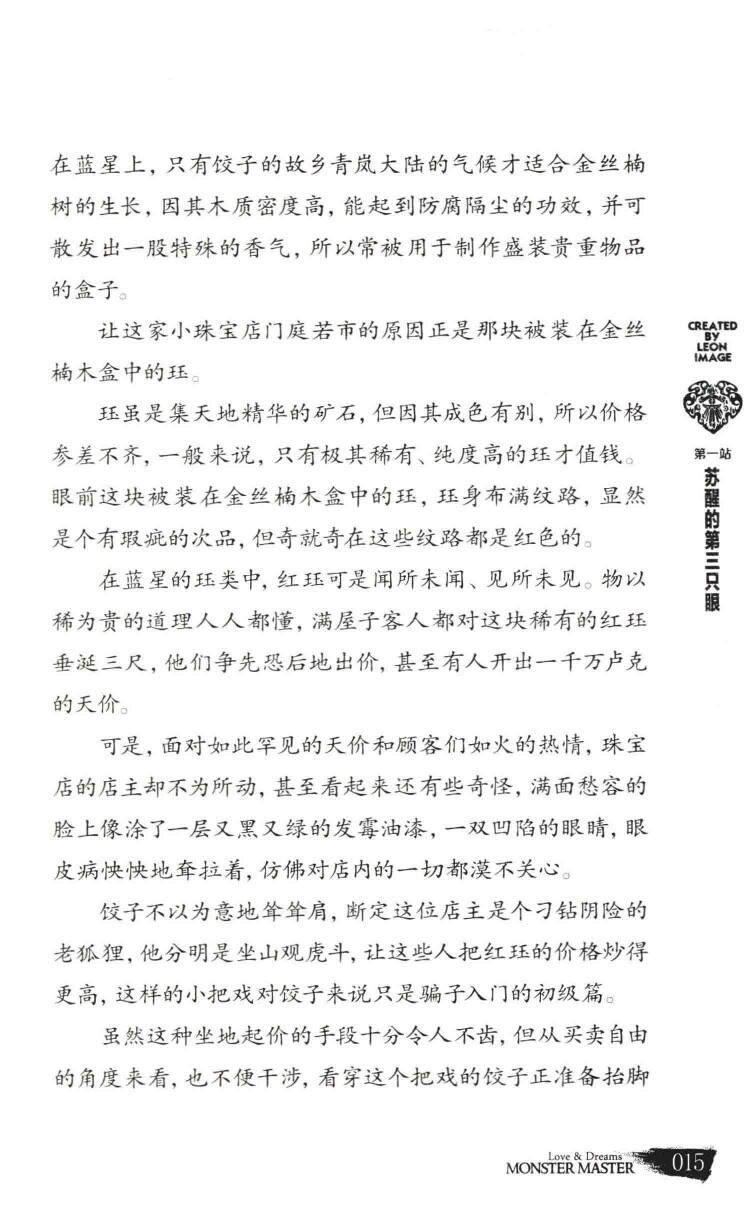 在蓝星上，只有饺子的故乡青岚大陆的气候才适合金丝楠
树的生长，因其木质密度高，能起到防腐隔尘的功效，并可
散发出一股特殊的香气，所以常被用于制作盛装贵重物品
的盒子。
让这家小珠宝店门庭若市的原因正是那块被装在金丝
楠木盒中的珏。
珏虽是集天地精华的矿石，但因其成色有别，所以价格
参差不齐，一般来说，只有极其稀有、纯度高的珏才值钱。
眼前这块被装在金丝楠木盒中的珏，珏身布满纹路，显然
是个有瑕疵的次品，但奇就奇在这些纹路都是红色的。
在蓝星的珏类中，红珏可是闻所未闻、见所未见。物以
稀为贵的道理人人都懂，满屋子客人都对这块稀有的红珏
垂涎三尺，他们争先恐后地出价，甚至有人开出一千万卢克
的天价。
可是，面对如此罕见的天价和顾客们如火的热情，珠宝
店的店主却不为所动，甚至看起来还有些奇怪，满面愁容的
脸上像涂了一层又黑又绿的发霉油漆，一双凹陷的眼睛，眼
皮病怏怏地耷拉着，仿佛对店内的一切都漠不关心。
饺子不以为意地耸耸肩，断定这位店主是个刁钻阴险的
老狐狸，他分明是坐山观虎斗，让这些人把红珏的价格炒得
更高，这样的小把戏对饺子来说只是骗子入门的初级篇。
虽然这种坐地起价的手段十分令人不齿，但从买卖自由
的角度来看，也不便干涉，看穿这个把戏的饺子正准备抬脚
CREATED
BY
LEON
IMAGE
第一站
苏醒的第三只眼
Love & Dreams
MONSTER MASTER 015